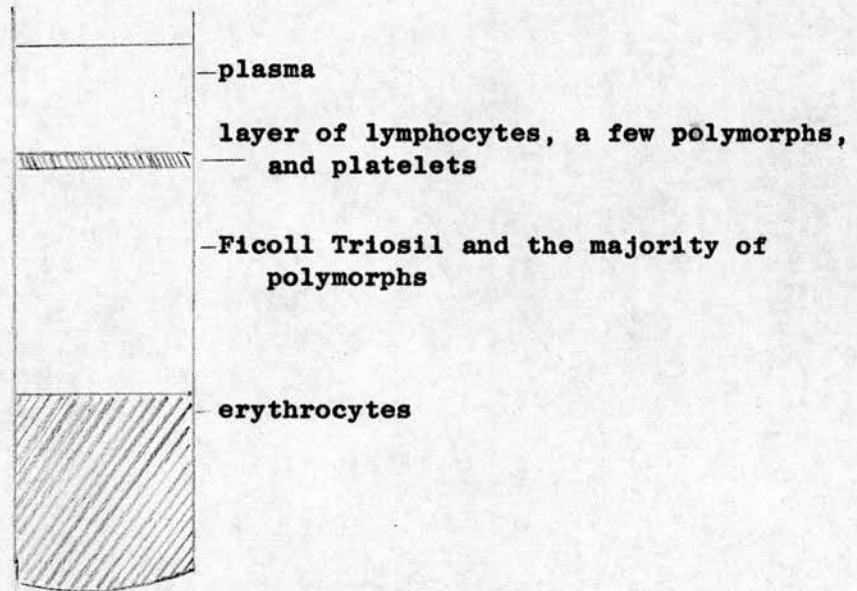 plasma
layer of lymphocytes, a few polymorphs,
and platelets
Ficoll Triosil and the majority of
polymorphs
erythrocytes